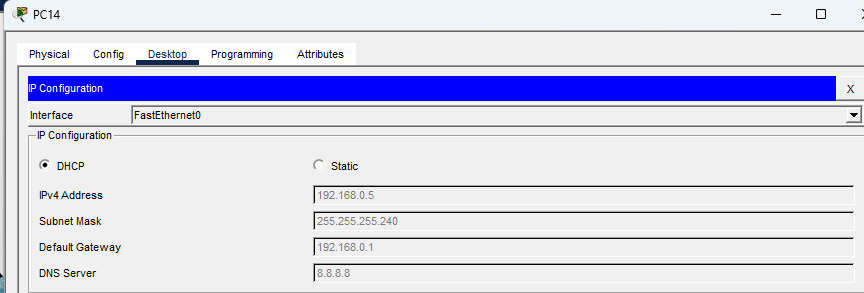 PC14
Physical Config Desktop Programming Attributes
IP Configuration X
Interface FastEthernet0
IP Configuration
DHCP Static
IPv4 Address 192.168.0.5
Subnet Mask 255.255.255.240
Default Gateway 192.168.0.1
DNS Server 8.8.8.8